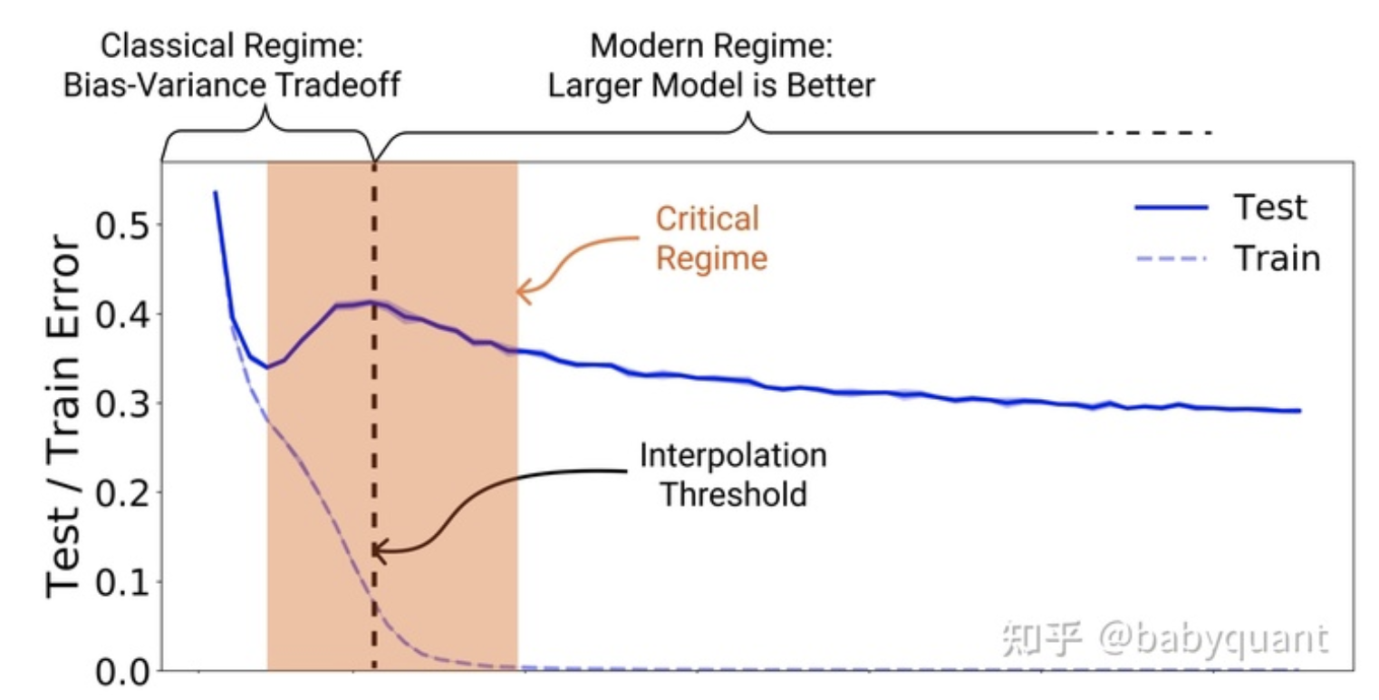 Classical Regime:
Bias-Variance Tradeoff
Modern Regime:
Larger Model is Better
Test / Train Error
0.5
0.4
0.3
0.2
0.1
0.0
Critical
Regime
Test
Train
Interpolation
Threshold
知乎 @babyquant